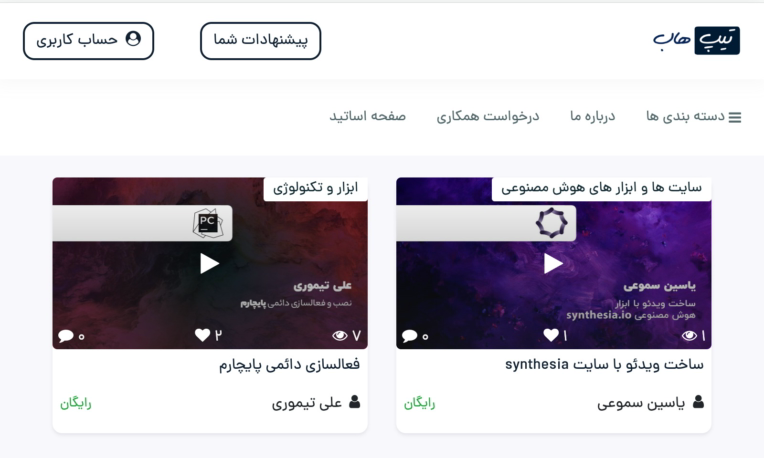 تیپ هاب
پیشنهادات شما
حساب کاربری
دسته بندی ها
درباره ما
درخواست همکاری
صفحه اساتید
سایت ها و ابزار های هوش مصنوعی
یاسین سموعی
ساخت ویدئو با ابزار
هوش مصنوعی synthesia.io
۱
۱
۰
ساخت ویدئو با سایت synthesia
یاسین سموعی
رایگان
ابزار و تکنولوژی
PC
علی تیموری
نصب و فعالسازی دائمی پایچارم
۷
۲
۰
فعالسازی دائمی پایچارم
علی تیموری
رایگان